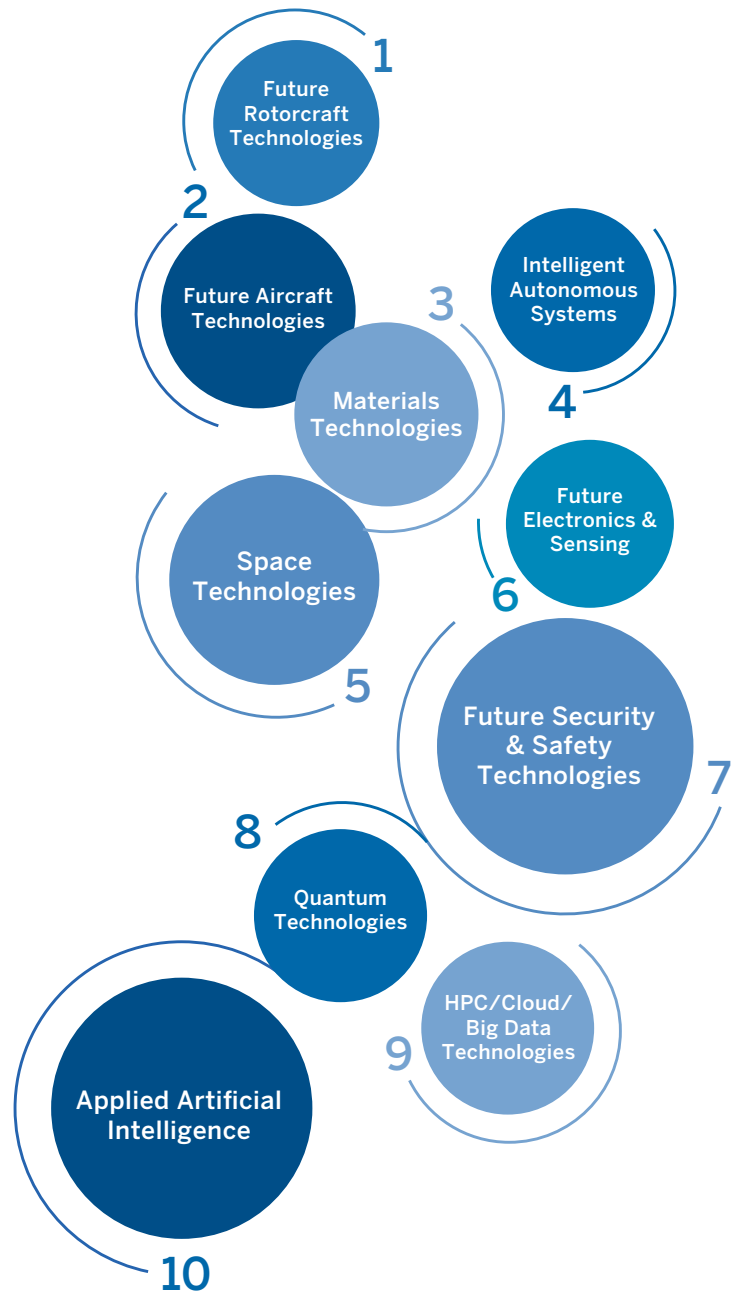 1
Future
Rotorcraft
Technologies
2
Future Aircraft
Technologies
3
Materials
Technologies
Intelligent
Autonomous
Systems
4
Space
Technologies
5
Future
Electronics &
Sensing
6
Future Security
& Safety
Technologies
7
8
Quantum
Technologies
HPC/Cloud/
Big Data
Technologies
9
Applied Artificial
Intelligence
10